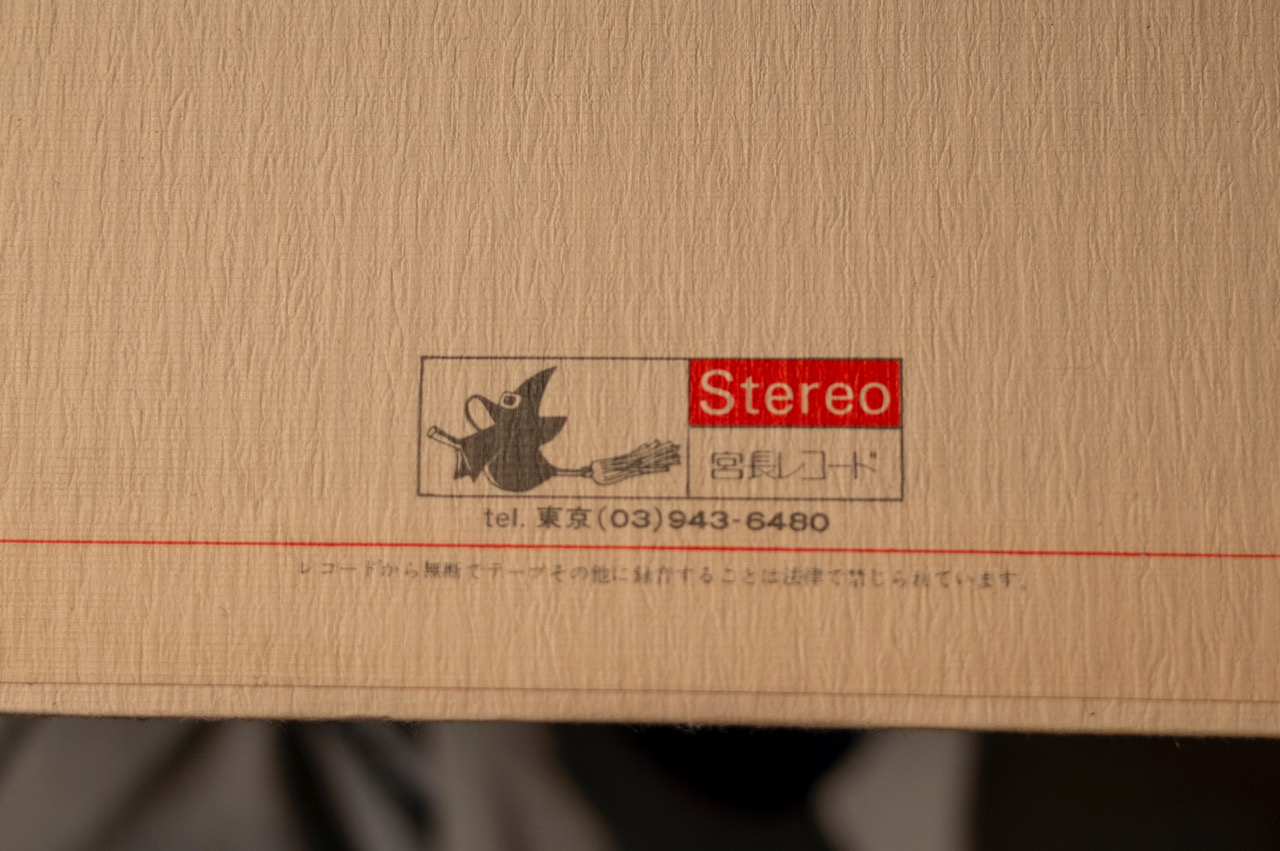 Stereo
宮長レコード
tel. 東京(03)943-6480
レコードから無断でテープその他に録音することは法律で禁じられています。